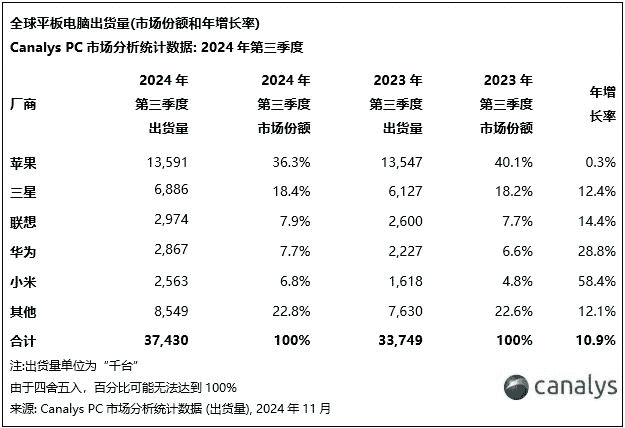 全球平板电脑出货量(市场份额和年增长率)
Canalys PC 市场分析统计数据: 2024 年第三季度
厂商 2024 年 第三季度 出货量 2024 年 第三季度 市场份额 2023 年 第三季度 出货量 2023 年 第三季度 市场份额 年增 长率
苹果 13,591 36.3% 13,547 40.1% 0.3%
三星 6,886 18.4% 6,127 18.2% 12.4%
联想 2,974 7.9% 2,600 7.7% 14.4%
华为 2,867 7.7% 2,227 6.6% 28.8%
小米 2,563 6.8% 1,618 4.8% 58.4%
其他 8,549 22.8% 7,630 22.6% 12.1%
合计 37,430 100% 33,749 100% 10.9%
注:出货量单位为“千台”
由于四舍五入，百分比可能无法达到 100%
来源: Canalys PC 市场分析统计数据 (出货量), 2024 年 11 月
canalys